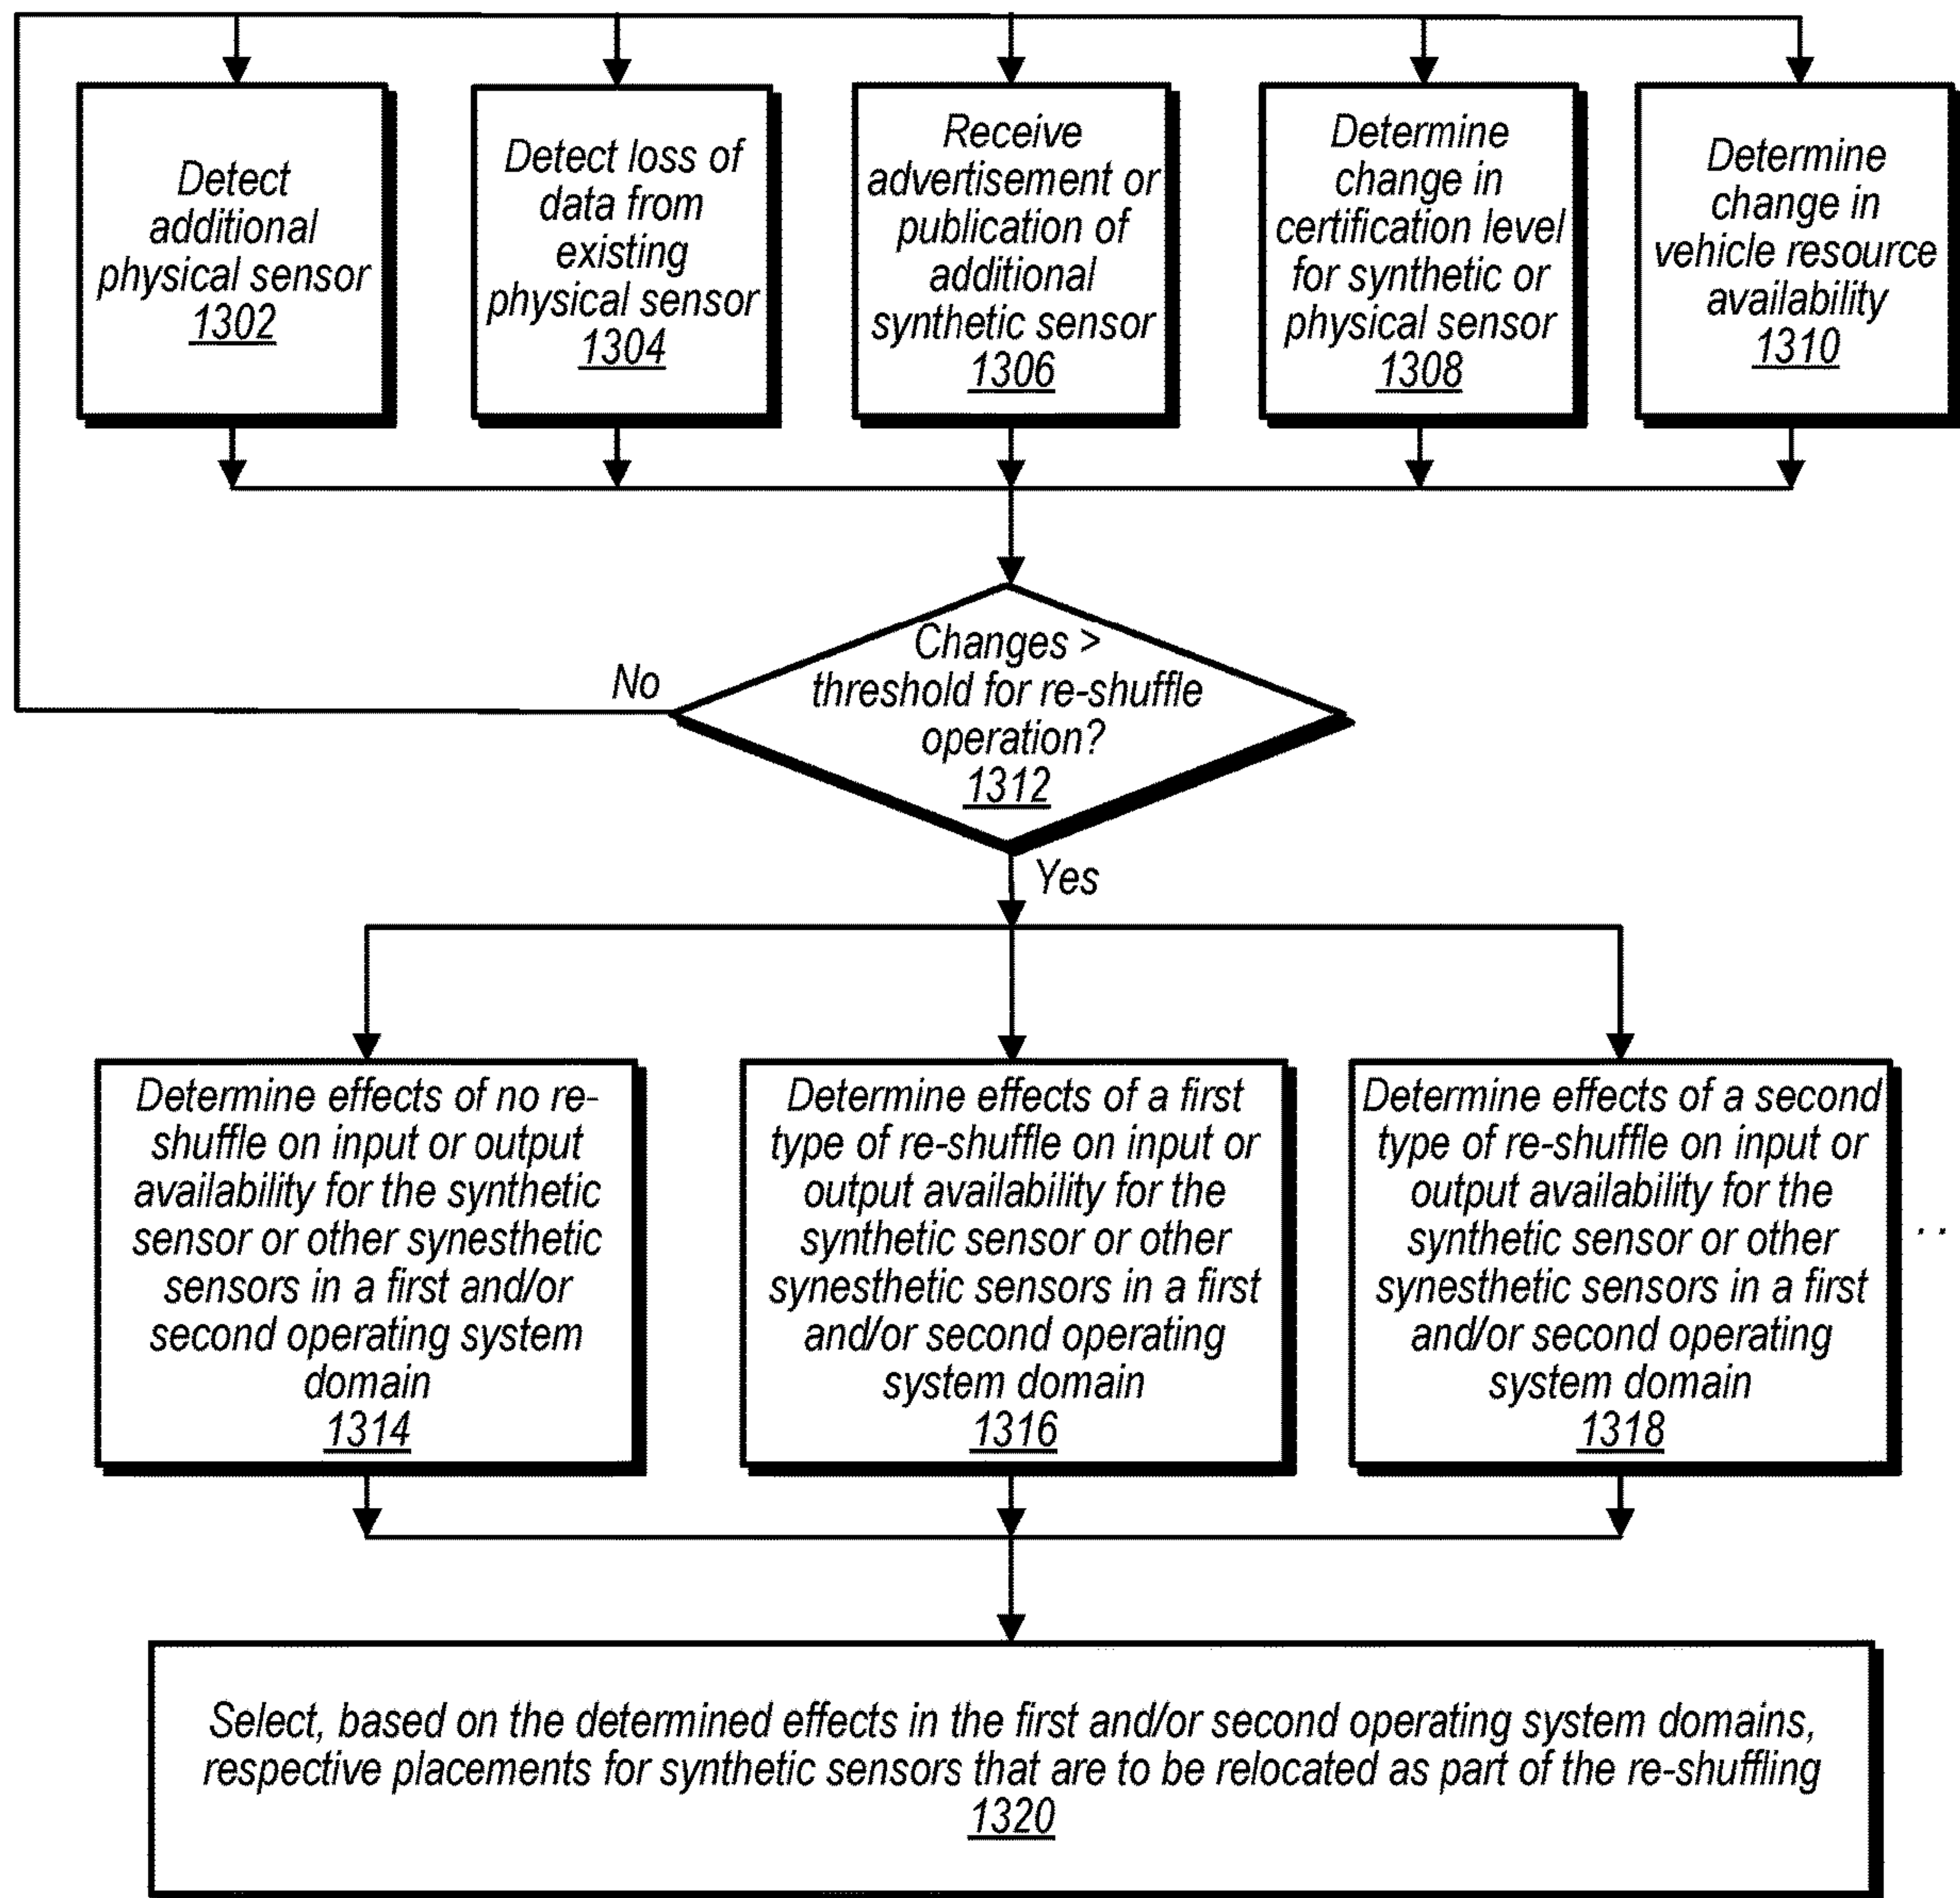 Detect
additional
physical sensor
1302
Detect loss of
data from
existing
physical sensor
1304
Receive
advertisement or
publication of
additional
synthetic sensor
1306
Determine
change in
certification level
for synthetic or
physical sensor
1308
Determine
change in
vehicle resource
availability
1310
Changes >
threshold for re-shuffle
operation?
1312
No
Yes
Determine effects of no re-
shuffle on input or output
availability for the synthetic
sensor or other synesthetic
sensors in a first and/or
second operating system
domain
1314
Determine effects of a first
type of re-shuffle on input or
output availability for the
synthetic sensor or other
synesthetic sensors in a first
and/or second operating
system domain
1316
Determine effects of a second
type of re-shuffle on input or
output availability for the
synthetic sensor or other
synesthetic sensors in a first
and/or second operating
system domain
1318
. .
Select, based on the determined effects in the first and/or second operating system domains,
respective placements for synthetic sensors that are to be relocated as part of the re-shuffling
1320